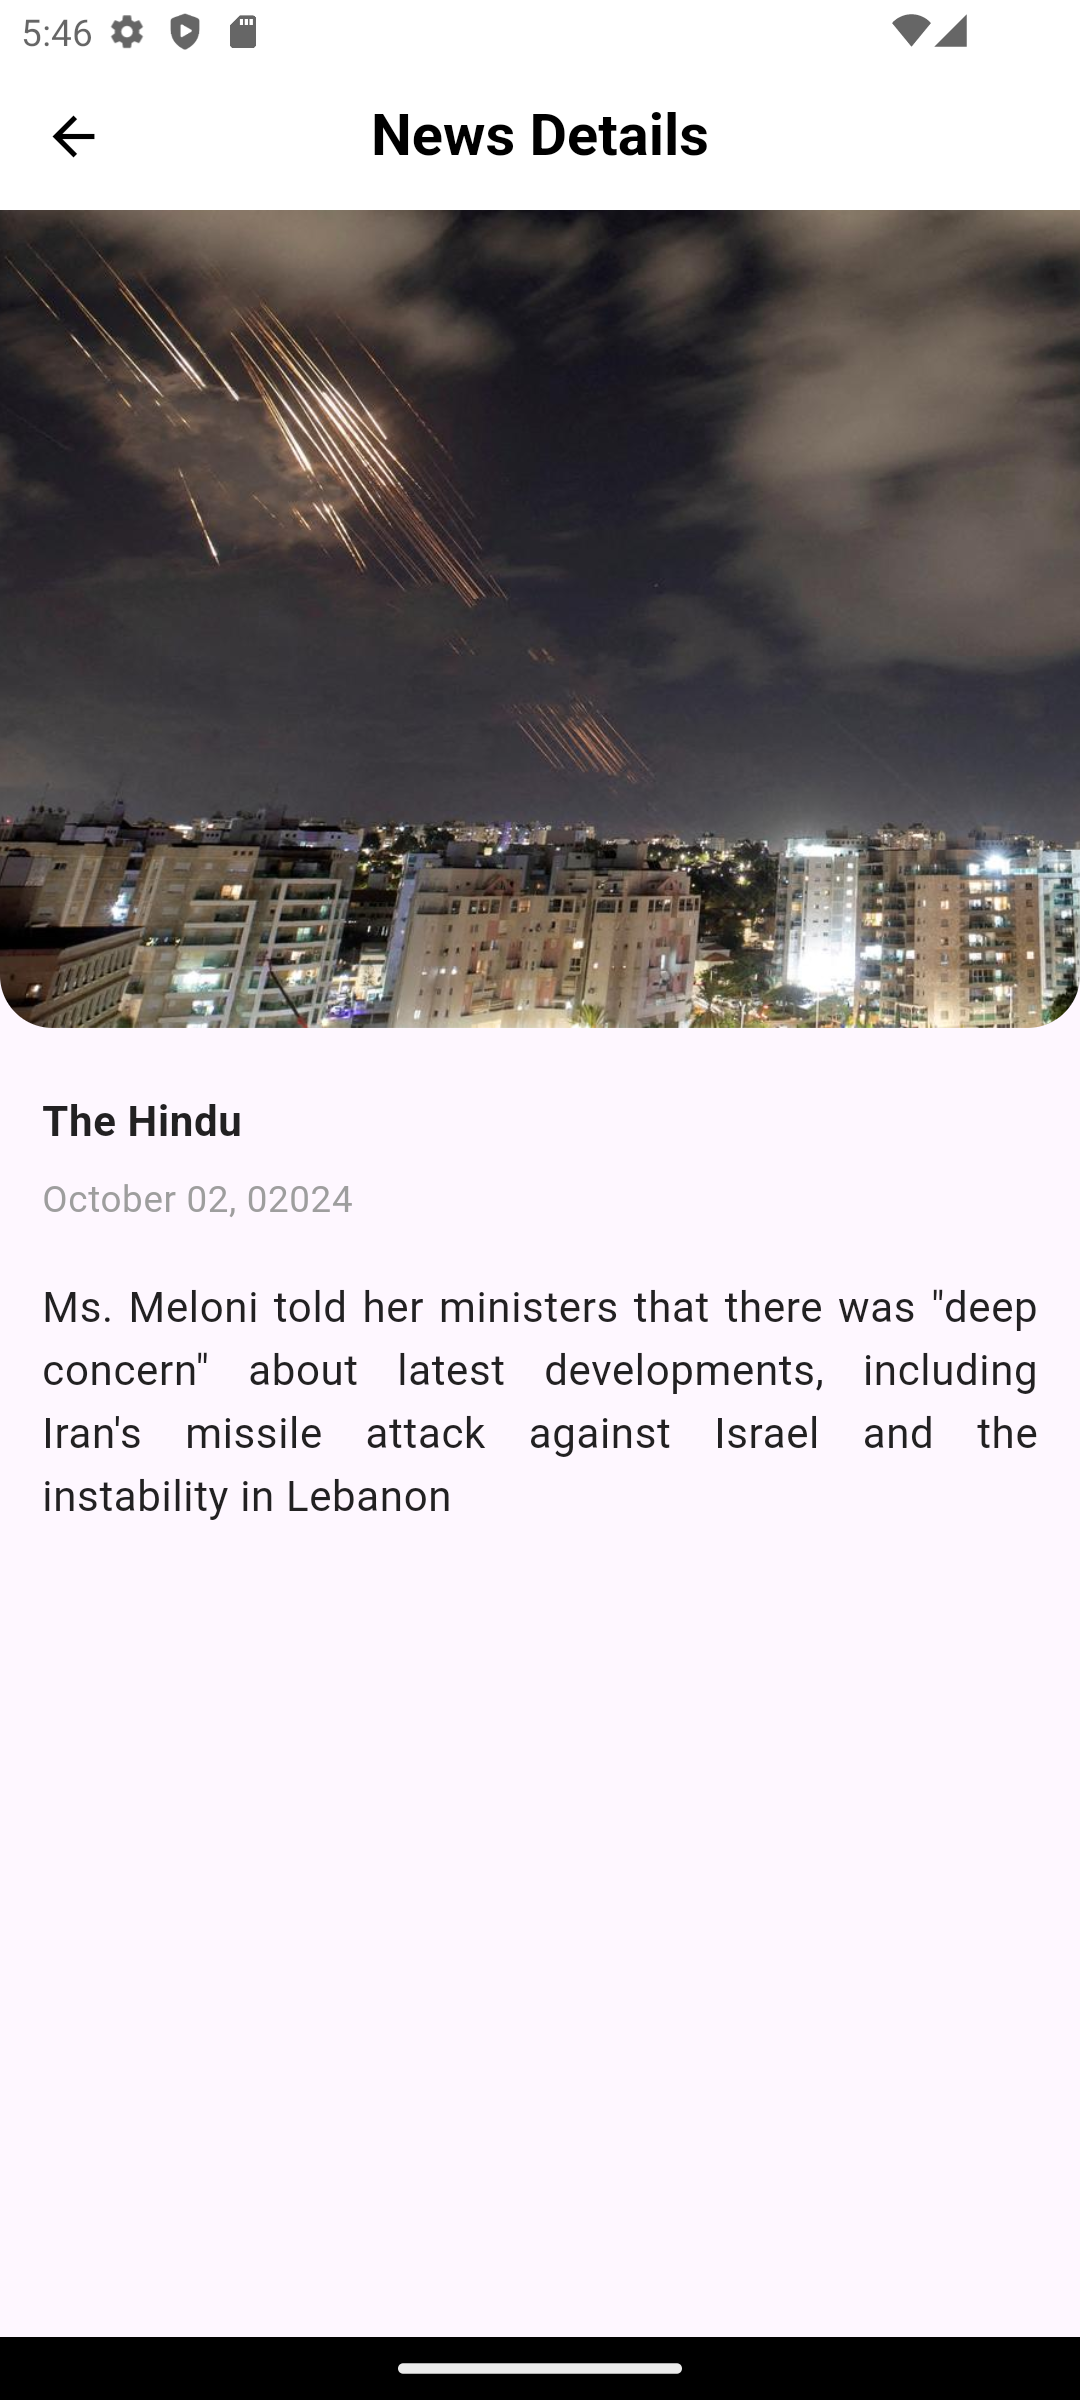 5:46
News Details
The Hindu
October 02, 02024
Ms. Meloni told her ministers that there was "deep
concern" about latest developments, including
Iran's missile attack against Israel and the
instability in Lebanon